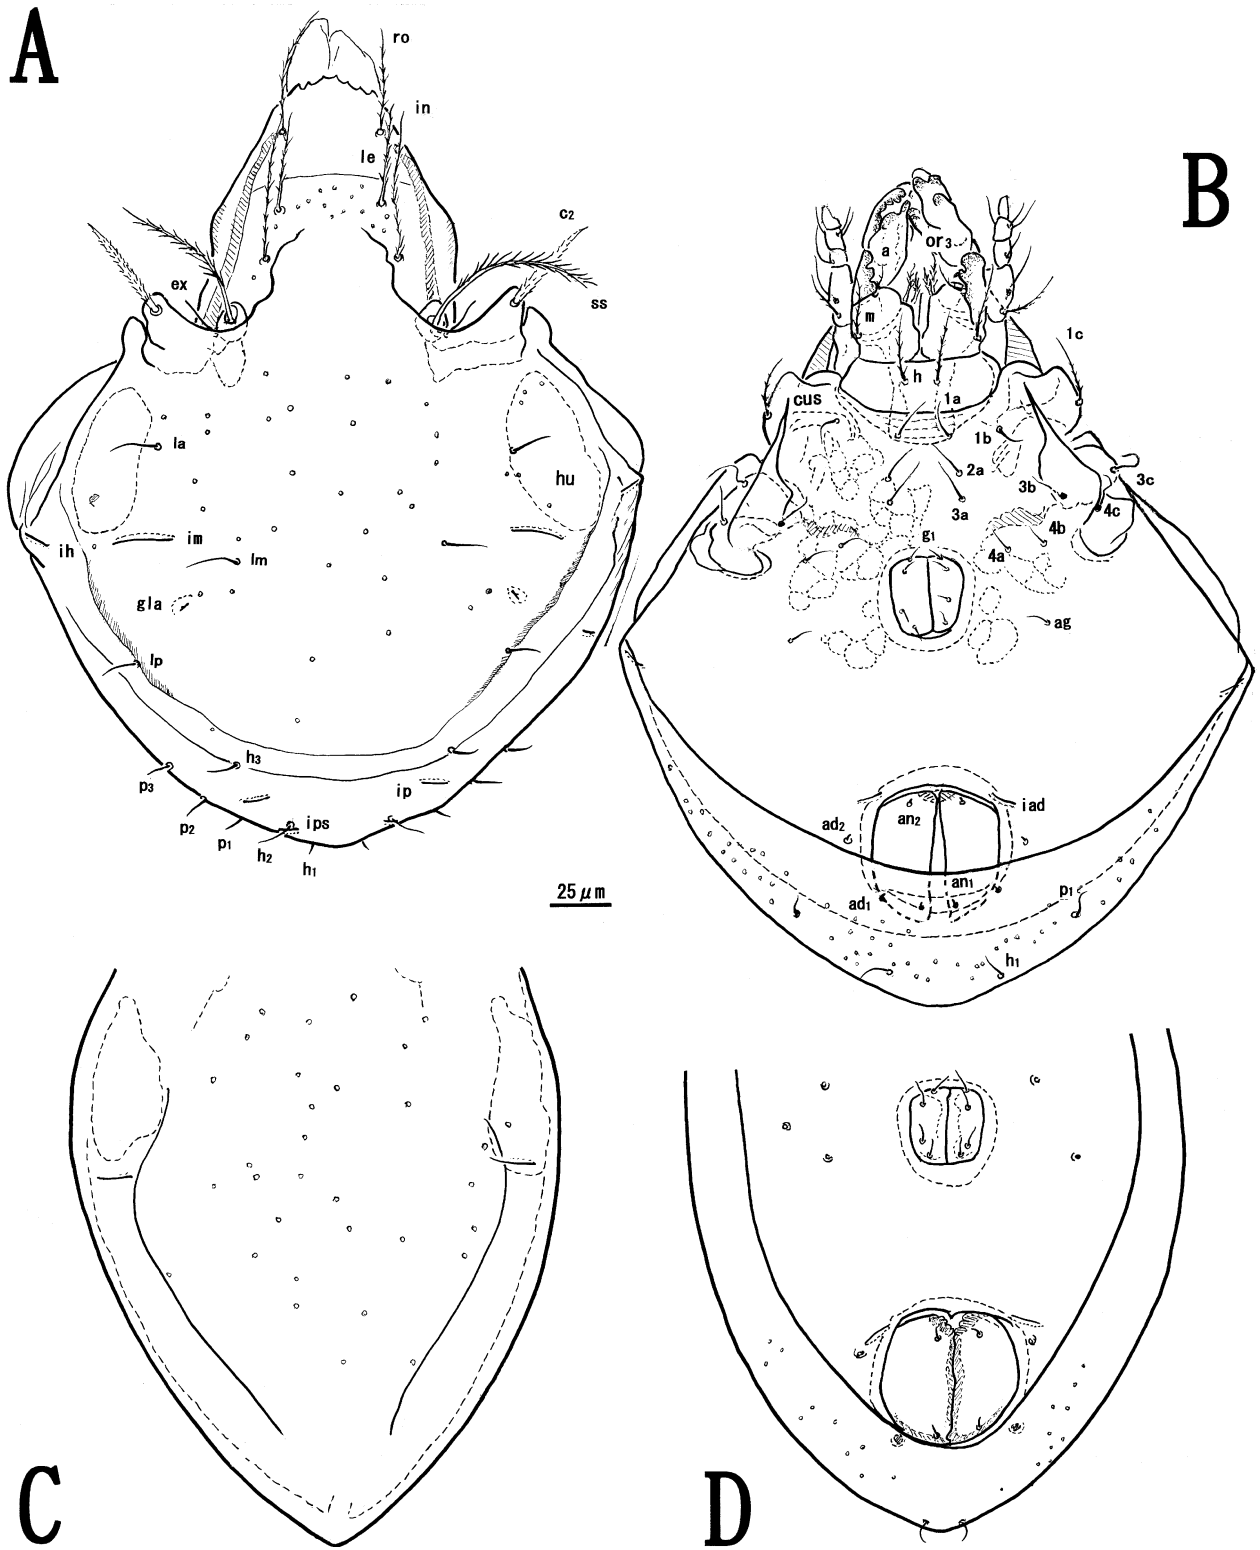 A
ro
in
le
c2
ex
ss
la
hu
ih
im
lm
gla
lp
h3
p3
ip
p2
p1
ips
h2
h1
25 μm
B
or3
a
m
1c
h
cus
1a
1b
2a
3c
3b
3a
4c
g1
4b
4a
ag
iad
an2
ad2
an1
ad1
p1
h1
C
D